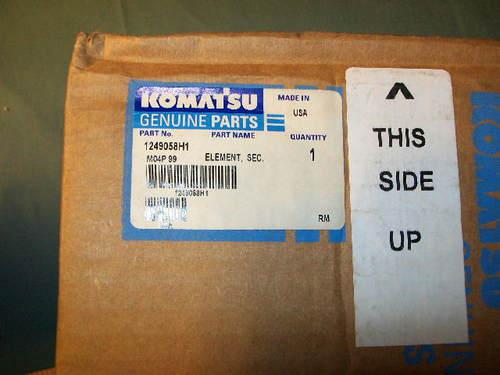 KOMATSU
GENUINE PARTS
MADE IN
USA
PART No.
PART NAME
QUANTITY
1249058H1
1
M04P 99
ELEMENT, SEC.
1249058H1
RM
^
THIS
SIDE
UP
KOMATSU